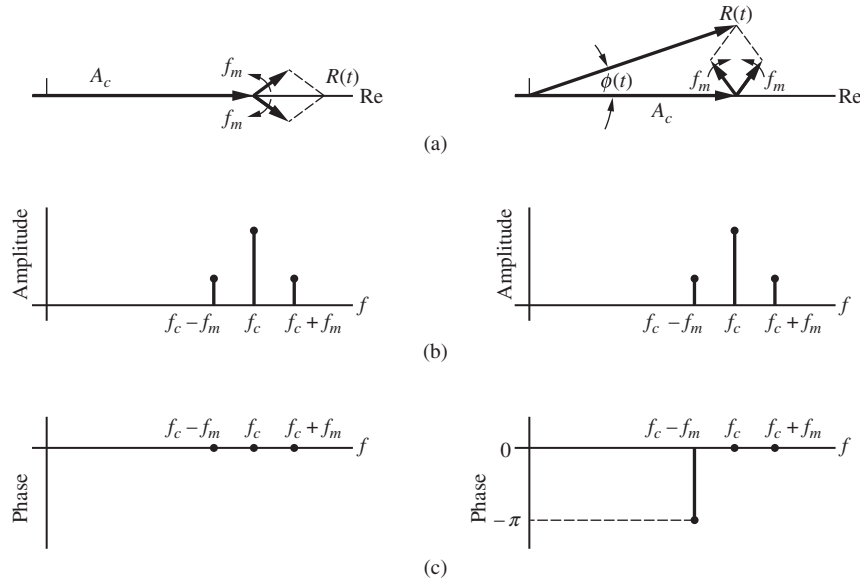 A_c
f_m
f_m
R(t)
Re
R(t)
ϕ(t)
f_m
f_m
A_c
Re
(a)
Amplitude
f_c − f_m
f_c
f_c + f_m
f
Amplitude
f_c − f_m
f_c
f_c + f_m
f
(b)
Phase
f_c − f_m
f_c
f_c + f_m
f
Phase
0
−π
f_c − f_m
f_c
f_c + f_m
f
(c)